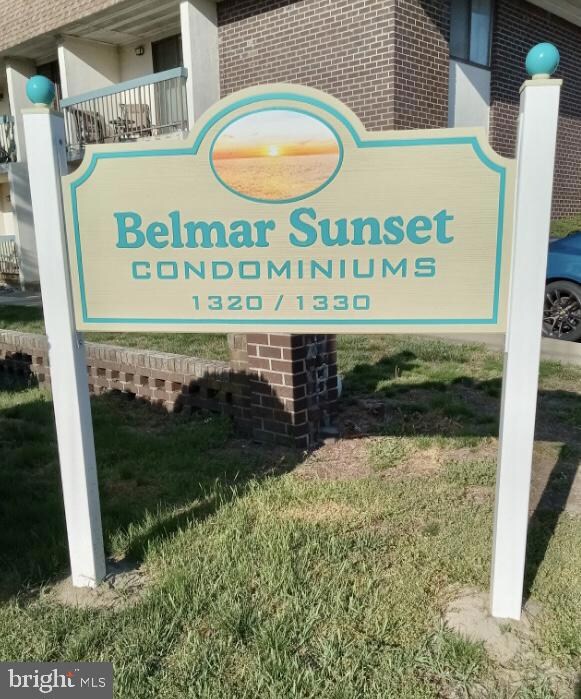 Belmar Sunset
CONDOMINIUMS
1320 / 1330
bright MLS